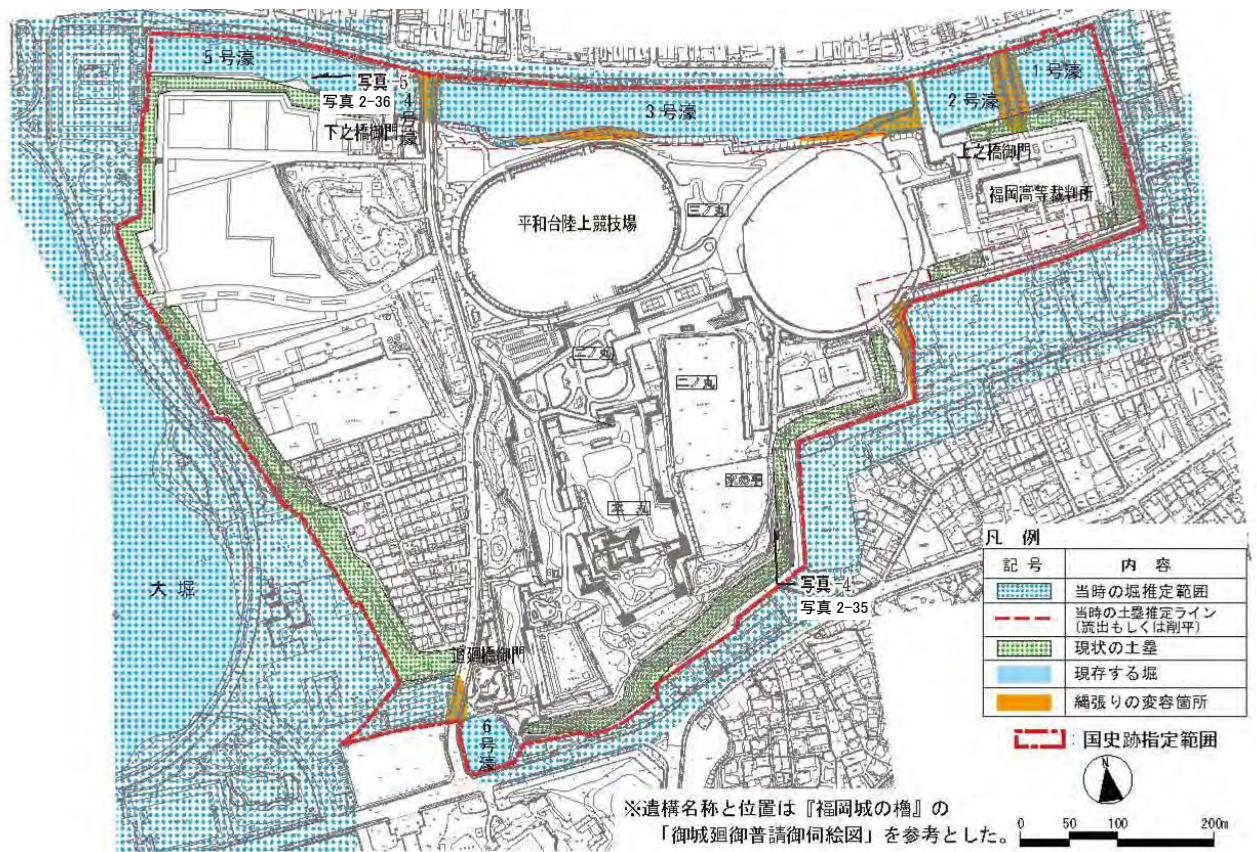 5号濠
写真-5
写真 2-36
4号濠
下之橋御門
3号濠
2号濠
1号濠
上之橋御門
福岡高等裁判所
平和台陸上競技場
三ノ丸
二ノ丸
二ノ丸
本丸
大堀
追廻橋御門
6号濠
写真-4
写真 2-35
凡 例
記 号 内 容
当時の堀推定範囲
当時の土塁推定ライン
(流出もしくは削平)
現状の土塁
現存する堀
縄張りの変容箇所
国史跡指定範囲
N
※遺構名称と位置は『福岡城の櫓』の
「御城廻御普請御伺絵図」を参考とした。
0 50 100 200m